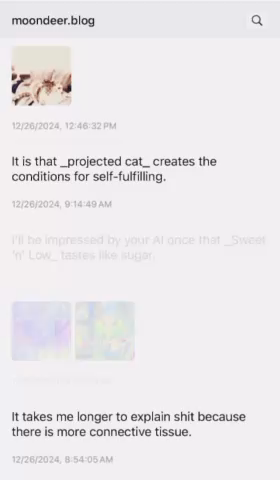 moondeer.blog
12/26/2024, 12:46:32 PM
It is that _projected cat_ creates the
conditions for self-fulfilling.
12/26/2024, 9:14:49 AM
I'll be impressed by your AI once that _Sweet
'n' Low_ tastes like sugar.
It takes me longer to explain shit because
there is more connective tissue.
12/26/2024, 8:54:05 AM